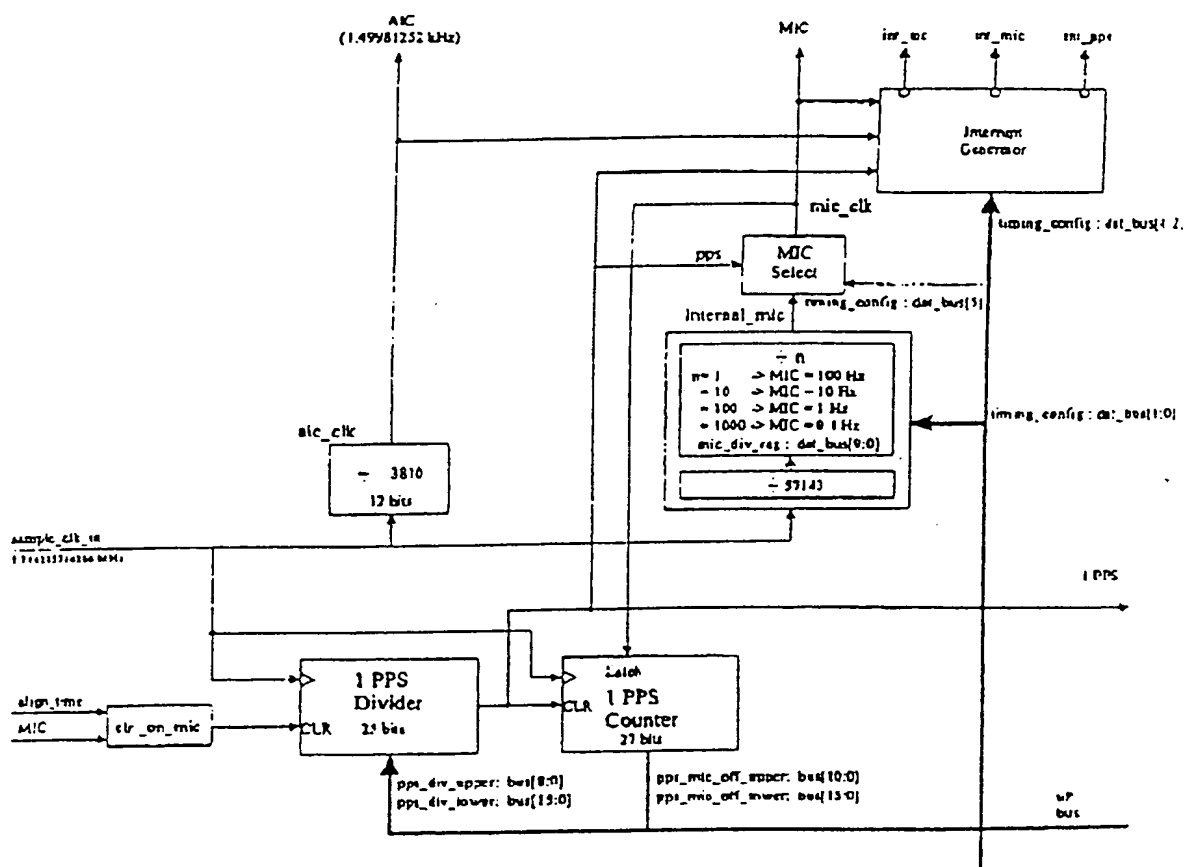 AIC
(1.49981252 kHz)
MIC
int_mic
Interrupt
Generator
mic_clk
timing_config : dat_bus[4:2]
pps
MIC
Select
timing_config : dat_bus[5]
internal_mic
÷ n
n= 1 -> MIC = 100 Hz
= 10 -> MIC = 10 Hz
= 100 -> MIC = 1 Hz
= 1000 -> MIC = 0.1 Hz
mic_div_reg : dat_bus[9:0]
timing_config : dat_bus[1:0]
aic_clk
÷ 3810
12 bits
÷ 57143
sample_clk_in
1 PPS
Latch
1 PPS
Divider
25 bits
CLR
1 PPS
Counter
27 bits
CLR
align_time
MIC
clr_on_mic
pps_div_upper: bus[8:0]
pps_div_lower: bus[15:0]
pps_mic_off_upper: bus[10:0]
pps_mic_off_lower: bus[15:0]
uP
bus